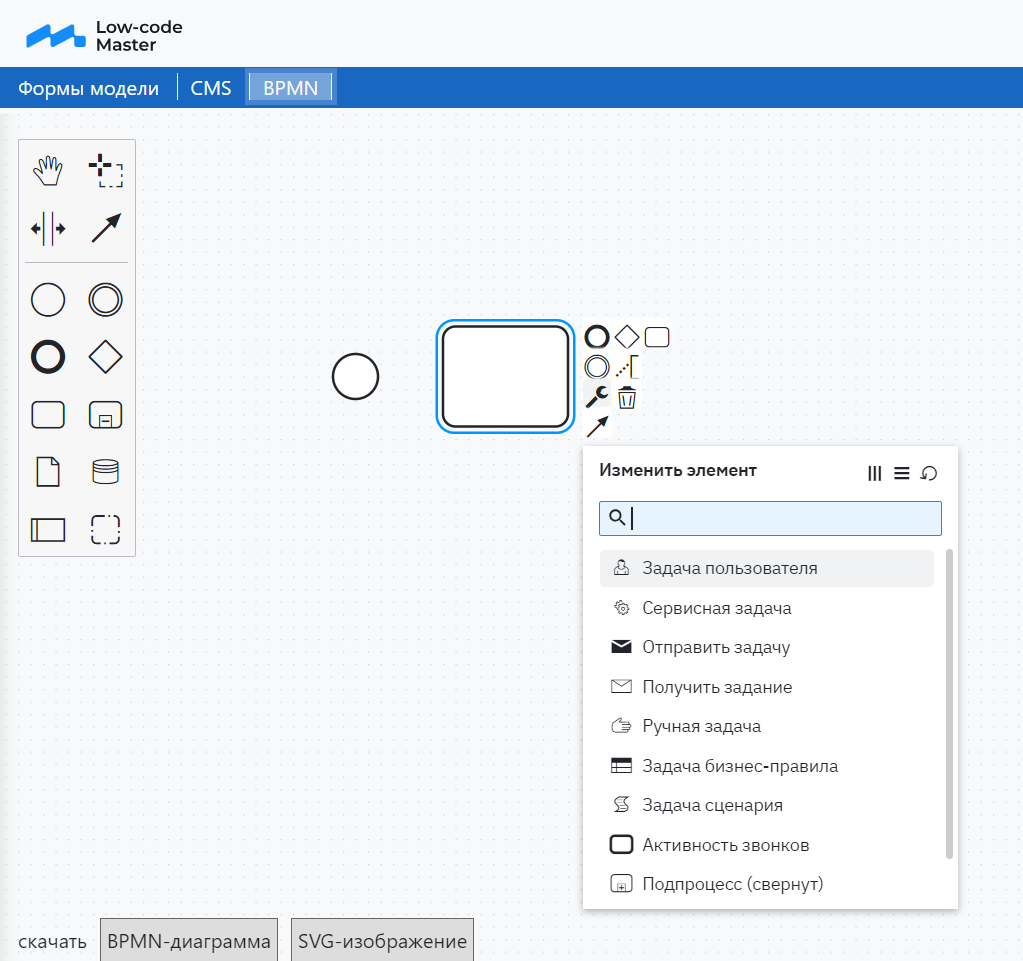 Low-code
Master
Формы модели
CMS
BPMN
Изменить элемент
Задача пользователя
Сервисная задача
Отправить задачу
Получить задание
Ручная задача
Задача бизнес-правила
Задача сценария
Активность звонков
Подпроцесс (свернут)
скачать
BPMN-диаграмма
SVG-изображение